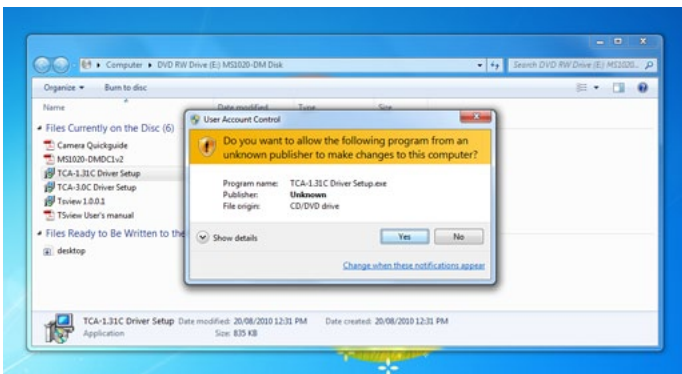 Computer ▸ DVD RW Drive (E:) MS1020-DM Disk
Search DVD RW Drive (E:) MS1020...
Organize
Burn to disc
Name Date modified Type Size
Files Currently on the Disc (6)
Camera Quickguide
MS1020-DMDC1v2
TCA-1.31C Driver Setup
TCA-3.0C Driver Setup
Tsview 1.0.0.1
TSview User's manual
Files Ready to Be Written to the
desktop
User Account Control
Do you want to allow the following program from an
unknown publisher to make changes to this computer?
Program name: TCA-1.31C Driver Setup.exe
Publisher: Unknown
File origin: CD/DVD drive
Show details
Yes
No
Change when these notifications appear
TCA-1.31C Driver Setup Date modified: 20/08/2010 12:31 PM Date created: 20/08/2010 12:31 PM
Application Size: 835 KB